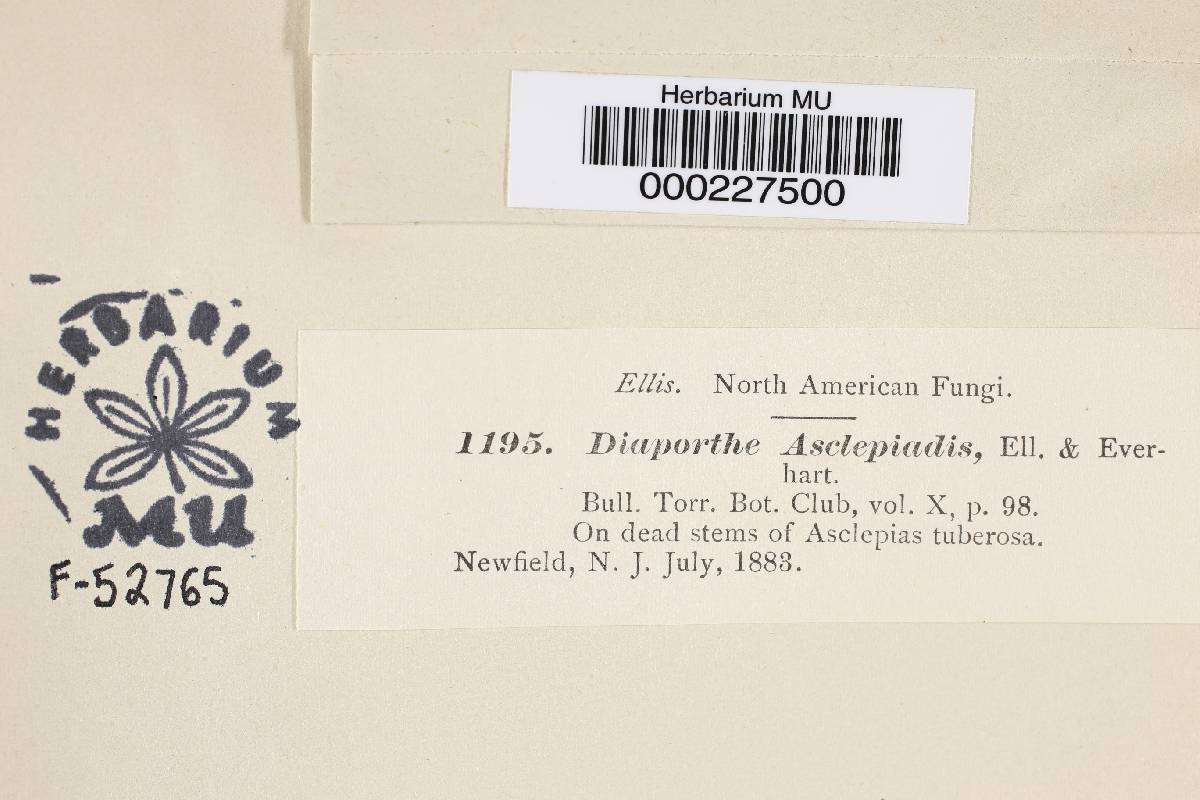 Herbarium MU
000227500
HERBARIUM
MU
F-52765
Ellis. North American Fungi.
1195. Diaporthe Asclepiadis, Ell. & Ever-
hart.
Bull. Torr. Bot. Club, vol. X, p. 98.
On dead stems of Asclepias tuberosa.
Newfield, N. J. July, 1883.